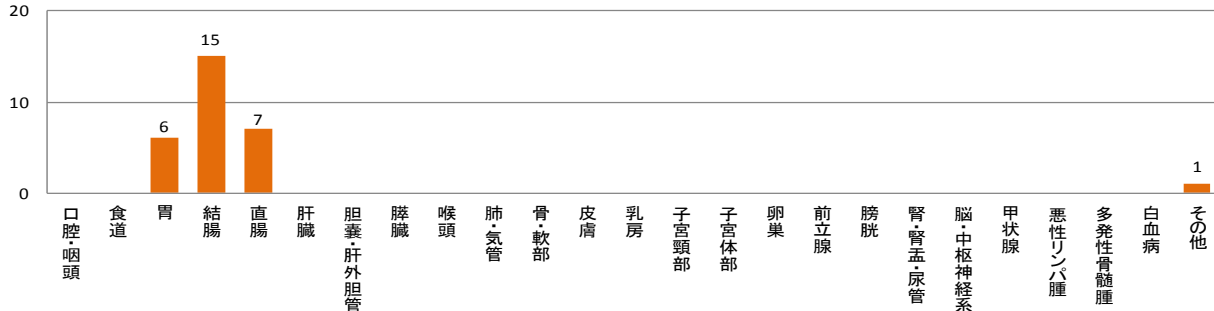 20
10
0
6
15
7
1
口腔・咽頭
食道
胃
結腸
直腸
肝臓
胆嚢・肝外胆管
膵臓
喉頭
肺・気管
骨・軟部
皮膚
乳房
子宮頸部
子宮体部
卵巣
前立腺
膀胱
腎・腎盂・尿管
脳・中枢神経系
甲状腺
悪性リンパ腫
多発性骨髄腫
白血病
その他